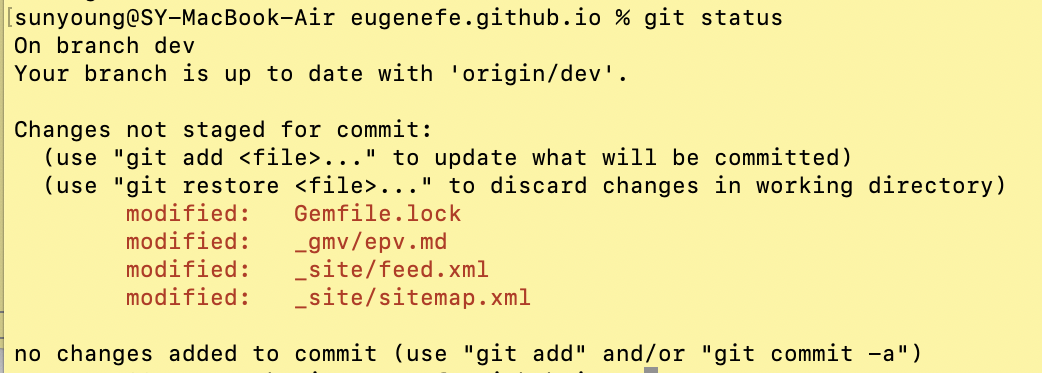 [sunyoung@SY-MacBook-Air eugenefe.github.io % git status
On branch dev
Your branch is up to date with 'origin/dev'.
Changes not staged for commit:
  (use "git add <file>..." to update what will be committed)
  (use "git restore <file>..." to discard changes in working directory)
        modified:   Gemfile.lock
        modified:   _gmv/epv.md
        modified:   _site/feed.xml
        modified:   _site/sitemap.xml
no changes added to commit (use "git add" and/or "git commit -a")